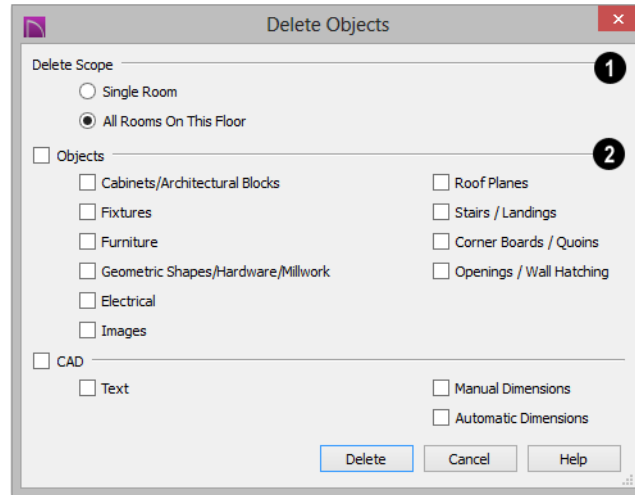 Delete Objects
Delete Scope
1
Single Room
All Rooms On This Floor
Objects
2
Cabinets/Architectural Blocks
Roof Planes
Fixtures
Stairs / Landings
Furniture
Corner Boards / Quoins
Geometric Shapes/Hardware/Millwork
Openings / Wall Hatching
Electrical
Images
CAD
Text
Manual Dimensions
Automatic Dimensions
Delete
Cancel
Help